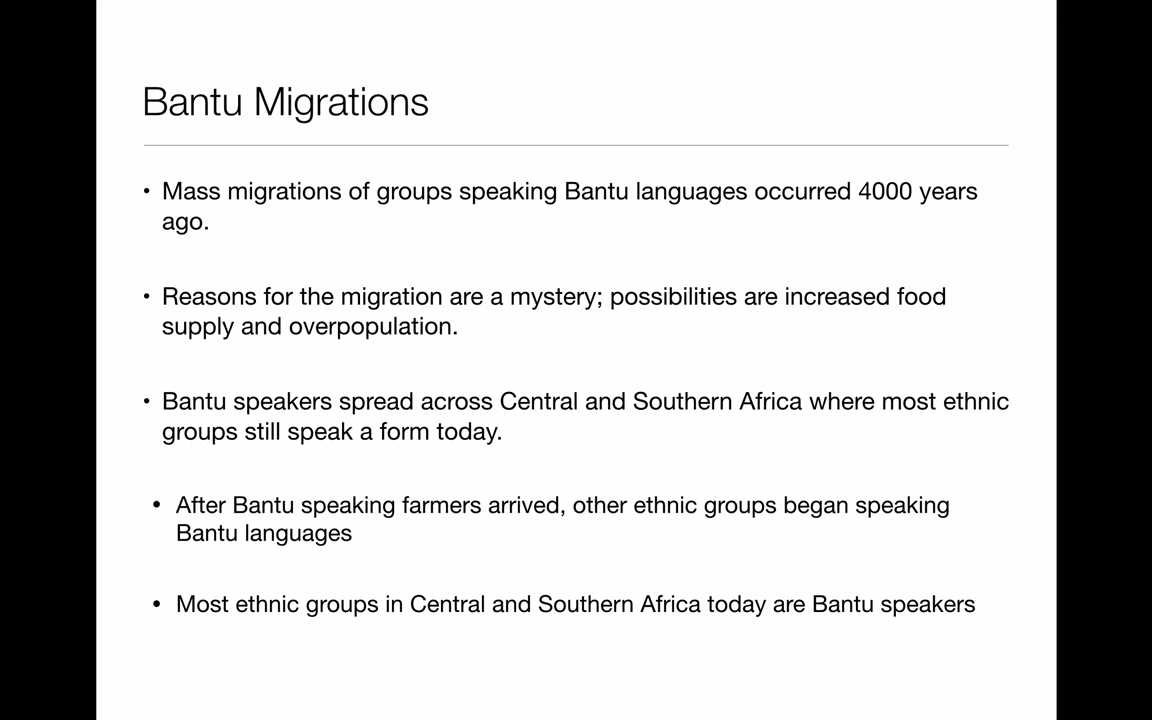 Bantu Migrations
• Mass migrations of groups speaking Bantu languages occurred 4000 years
ago.
• Reasons for the migration are a mystery; possibilities are increased food
supply and overpopulation.
• Bantu speakers spread across Central and Southern Africa where most ethnic
groups still speak a form today.
• After Bantu speaking farmers arrived, other ethnic groups began speaking
Bantu languages
• Most ethnic groups in Central and Southern Africa today are Bantu speakers